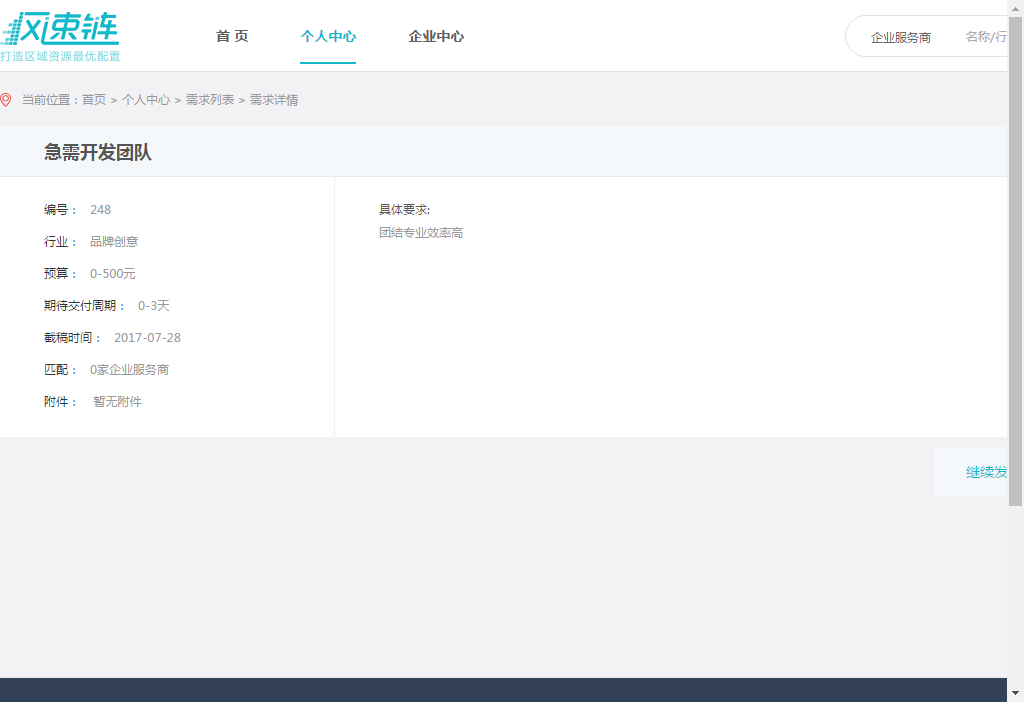 风速链
打造区域资源最优配置
首 页
个人中心
企业中心
企业服务商
名称/行
当前位置：首页 > 个人中心 > 需求列表 > 需求详情
急需开发团队
编号： 248
行业： 品牌创意
预算： 0-500元
期待交付周期： 0-3天
截稿时间： 2017-07-28
匹配： 0家企业服务商
附件： 暂无附件
具体要求:
团结专业效率高
继续发